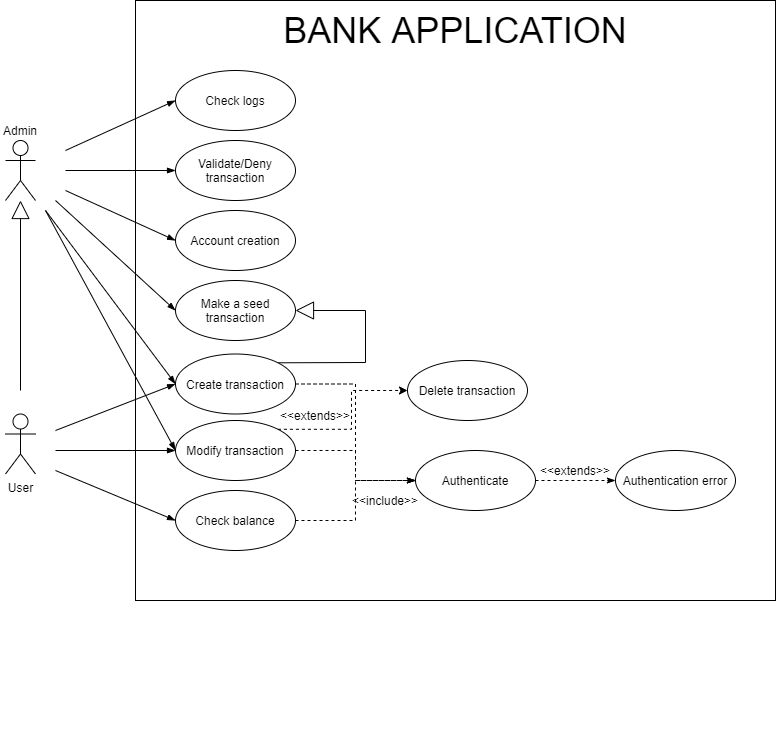 BANK APPLICATION
Check logs
Admin
Validate/Deny
transaction
Account creation
Make a seed
transaction
Create transaction
Delete transaction
<<extends>>
Modify transaction
<<extends>>
Authenticate
Authentication error
User
<<include>>
Check balance